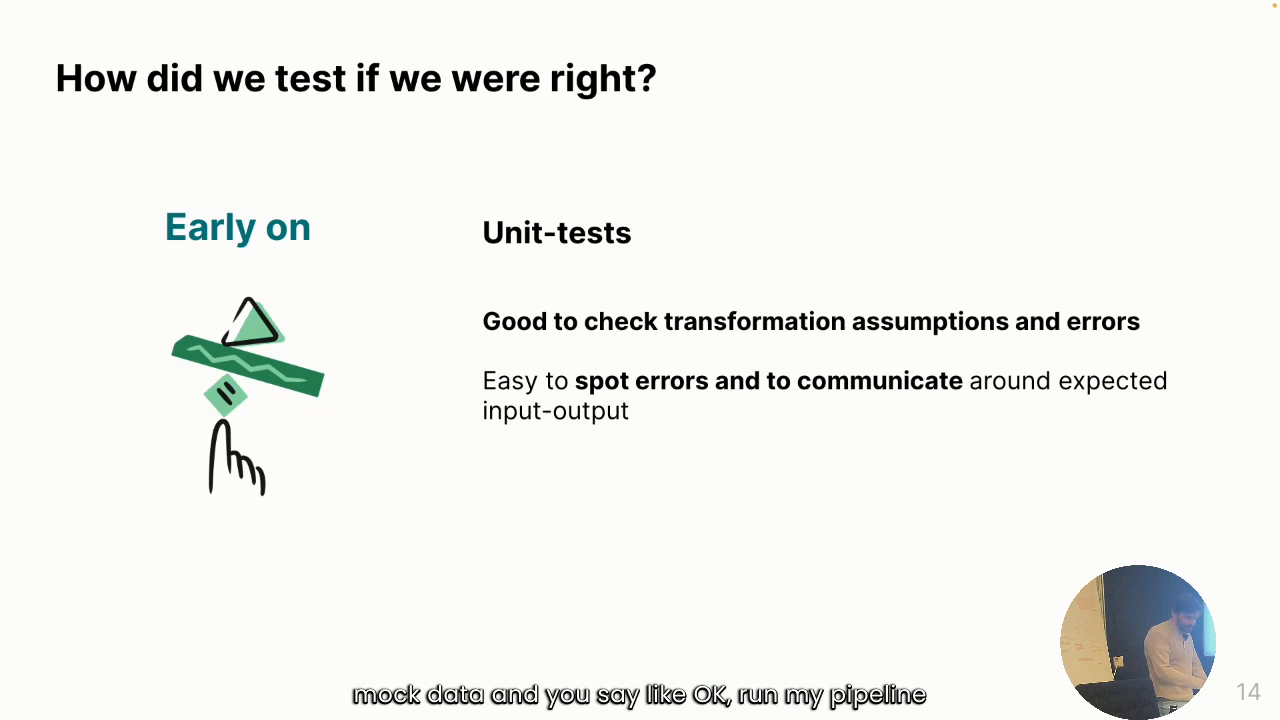 How did we test if we were right?
Early on
Unit-tests
Good to check transformation assumptions and errors
Easy to spot errors and to communicate around expected
input-output
mock data and you say like OK, run my pipeline
14